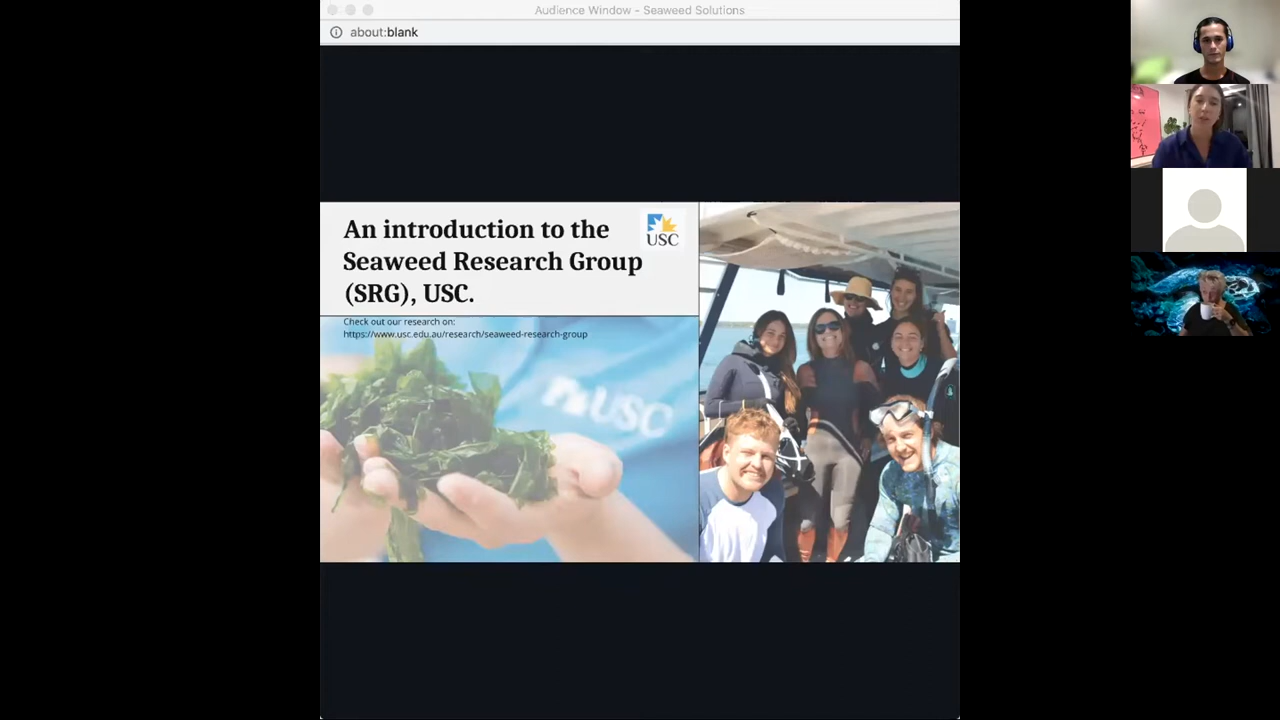 Audience Window - Seaweed Solutions
about:blank
An introduction to the
Seaweed Research Group
(SRG), USC.
USC
Check out our research on:
https://www.usc.edu.au/research/seaweed-research-group
USC